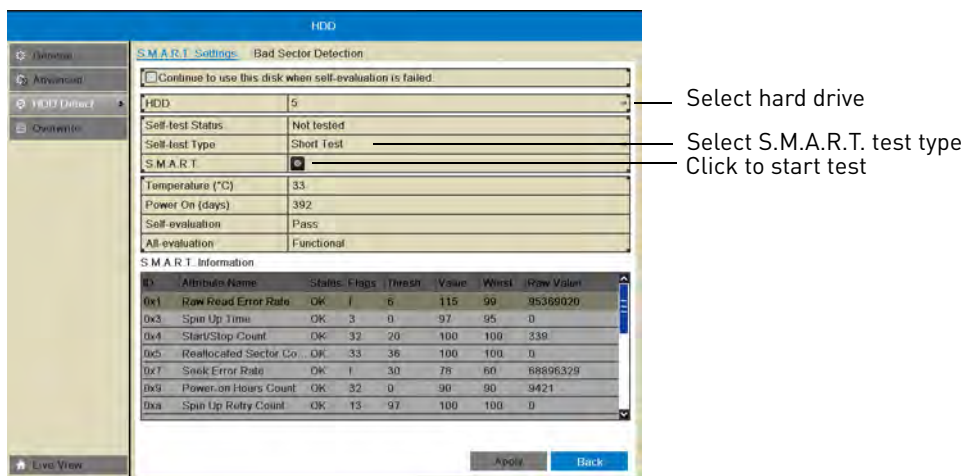 HDD
General
S.M.A.R.T. Settings Bad Sector Detection
Advanced
Continue to use this disk when self-evaluation is failed.
HDD Detect
HDD 5
Select hard drive
Overwrite
Self-test Status Not tested
Self-test Type Short Test
Select S.M.A.R.T. test type
S.M.A.R.T.
Click to start test
Temperature (°C) 33
Power On (days) 392
Self-evaluation Pass
All-evaluation Functional
S.M.A.R.T. Information
ID Attribute Name Status Flags Thresh Value Worst Raw Value
0x1 Raw Read Error Rate OK f 6 115 99 95369020
0x3 Spin Up Time OK 3 0 97 95 0
0x4 Start/Stop Count OK 32 20 100 100 339
0x5 Reallocated Sector Co... OK 33 36 100 100 0
0x7 Seek Error Rate OK f 30 78 60 68896329
0x9 Power-on Hours Count OK 32 0 90 90 9421
0xa Spin Up Retry Count OK 13 97 100 100 0
Live View
Apply Back